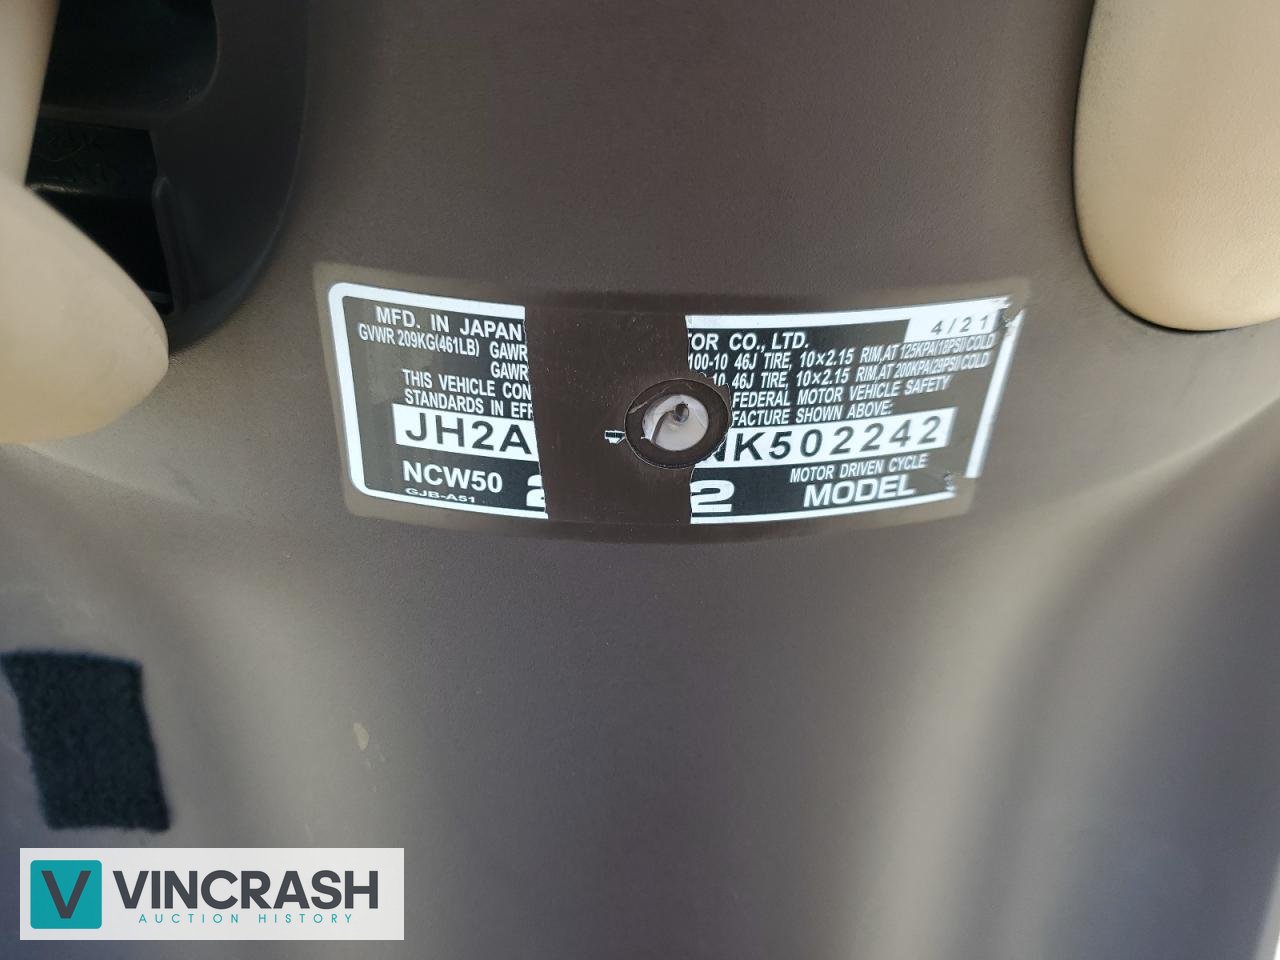 MFD. IN JAPAN TOR CO., LTD. 4/21
GVWR 209KG(461LB) GAWR 100-10 46J TIRE, 10×2.15 RIM,AT 125KPA(18PSI)COLD
GAWR 46J TIRE, 10×2.15 RIM,AT 200KPA(29PSI)COLD
THIS VEHICLE CON FEDERAL MOTOR VEHICLE SAFETY
STANDARDS IN EFF FACTURE SHOWN ABOVE:
JH2A NK502242
NCW50 MOTOR DRIVEN CYCLE
GJB-A51 2 2 MODEL
V VINCRASH
AUCTION HISTORY